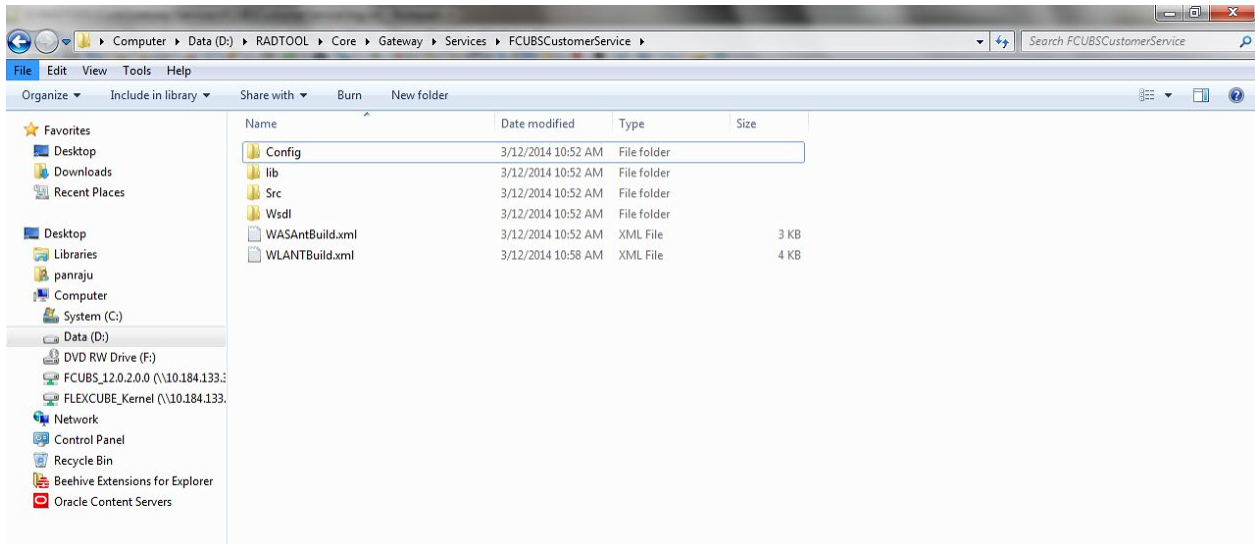 Computer ▸ Data (D:) ▸ RADTOOL ▸ Core ▸ Gateway ▸ Services ▸ FCUBSCustomerService ▸ Search FCUBSCustomerService
File Edit View Tools Help
Organize Include in library Share with Burn New folder
Name Date modified Type Size
Config 3/12/2014 10:52 AM File folder
lib 3/12/2014 10:52 AM File folder
Src 3/12/2014 10:52 AM File folder
Wsdl 3/12/2014 10:52 AM File folder
WASAntBuild.xml 3/12/2014 10:52 AM XML File 3 KB
WLANTBuild.xml 3/12/2014 10:58 AM XML File 4 KB
Favorites
Desktop
Downloads
Recent Places
Desktop
Libraries
panraju
Computer
System (C:)
Data (D:)
DVD RW Drive (F:)
FCUBS_12.0.2.0.0 (\\10.184.133.3
FLEXCUBE_Kernel (\\10.184.133.
Network
Control Panel
Recycle Bin
Beehive Extensions for Explorer
Oracle Content Servers